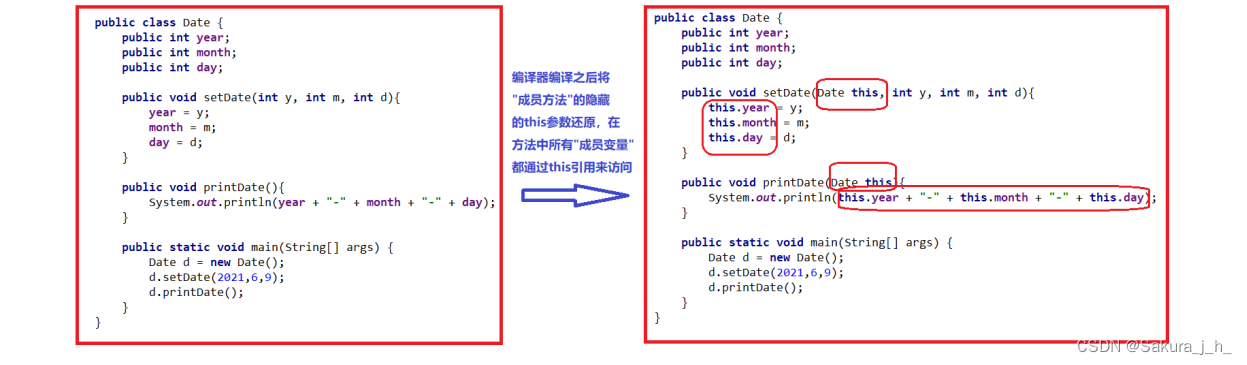 public class Date {
public int year;
public int month;
public int day;
public void setDate(int y, int m, int d){
year = y;
month = m;
day = d;
}
public void printDate(){
System.out.println(year + "-" + month + "-" + day);
}
public static void main(String[] args) {
Date d = new Date();
d.setDate(2021,6,9);
d.printDate();
}
}
编译器编译之后将
"成员方法"的隐藏
的this参数还原，在
方法中所有"成员变量"
都通过this引用来访问
public class Date {
public int year;
public int month;
public int day;
public void setDate(Date this, int y, int m, int d){
this.year = y;
this.month = m;
this.day = d;
}
public void printDate(Date this){
System.out.println(this.year + "-" + this.month + "-" + this.day);
}
public static void main(String[] args) {
Date d = new Date();
d.setDate(2021,6,9);
d.printDate();
}
}
CSDN @Sakura_j_h_